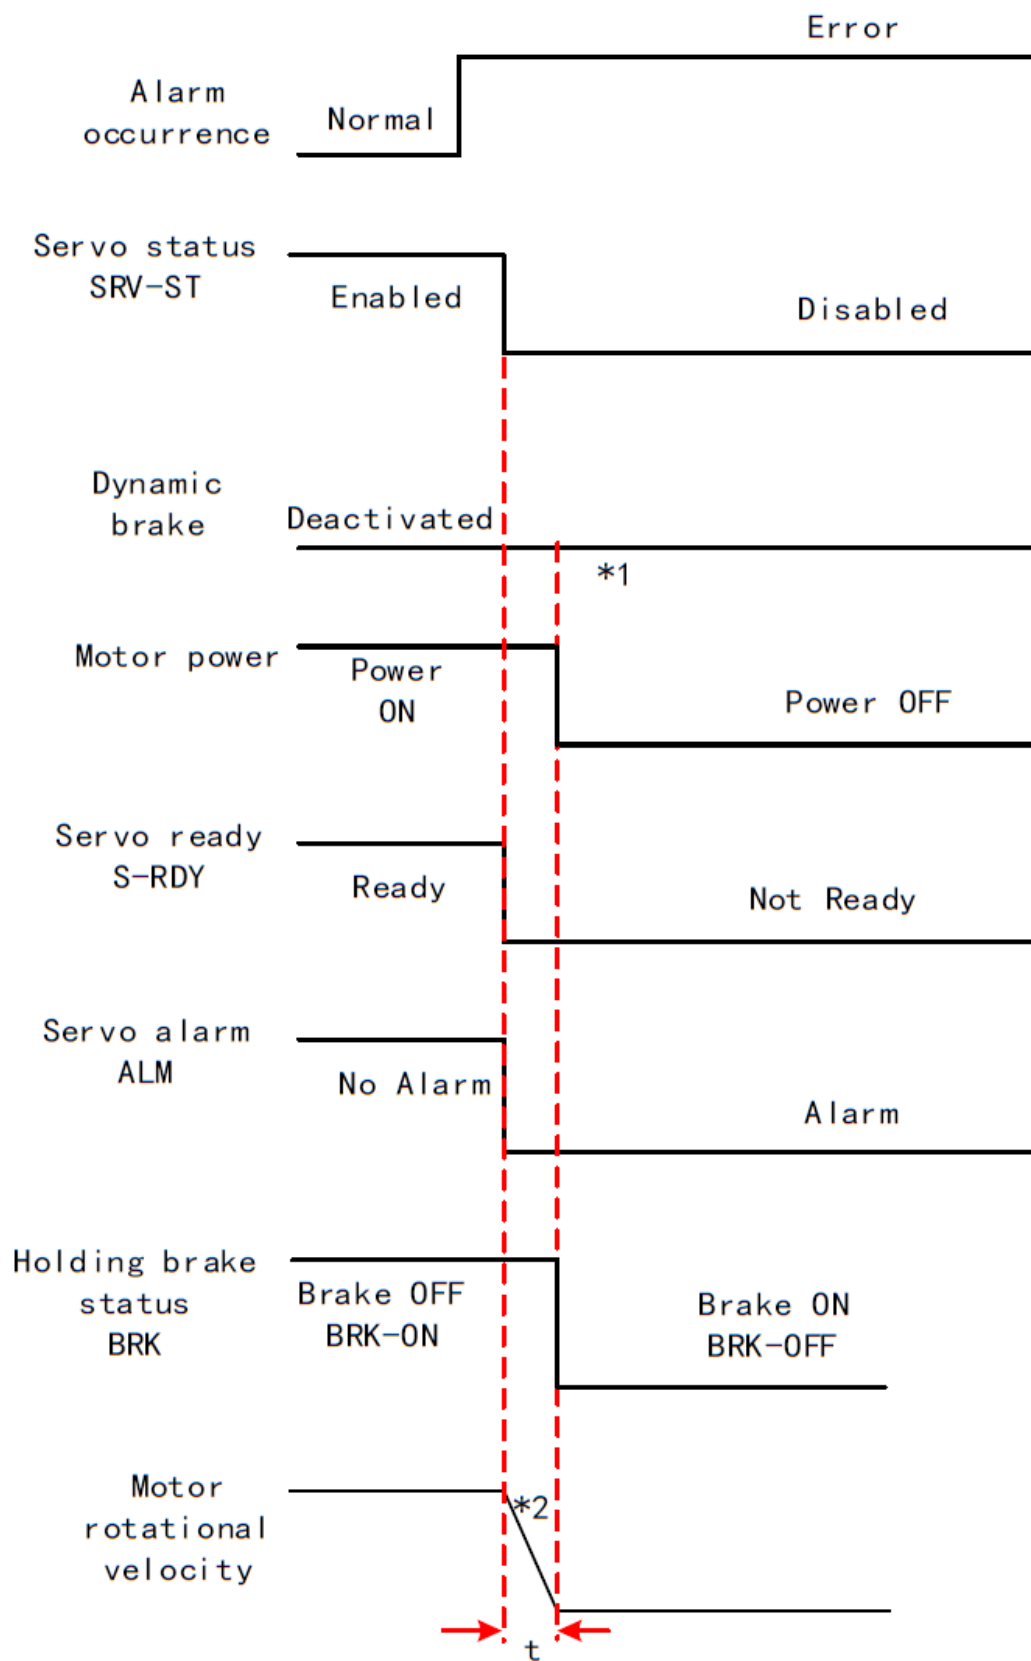 Error
Alarm
occurrence
Normal
Servo status
SRV-ST
Enabled
Disabled
Dynamic
brake
Deactivated
*1
Motor power
Power
ON
Power OFF
Servo ready
S-RDY
Ready
Not Ready
Servo alarm
ALM
No Alarm
Alarm
Holding brake
status
BRK
Brake OFF
BRK-ON
Brake ON
BRK-OFF
Motor
rotational
velocity
*2
t